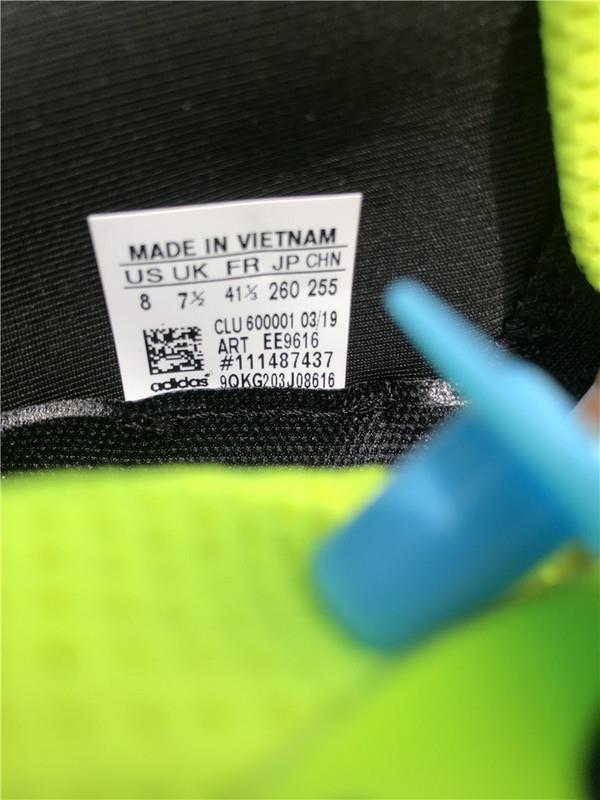 MADE IN VIETNAM
US UK FR JP CHN
8 7½ 41⅓ 260 255
CLU 600001 03/19
ART EE9616
#111487437
adidas 9QKG203J08616